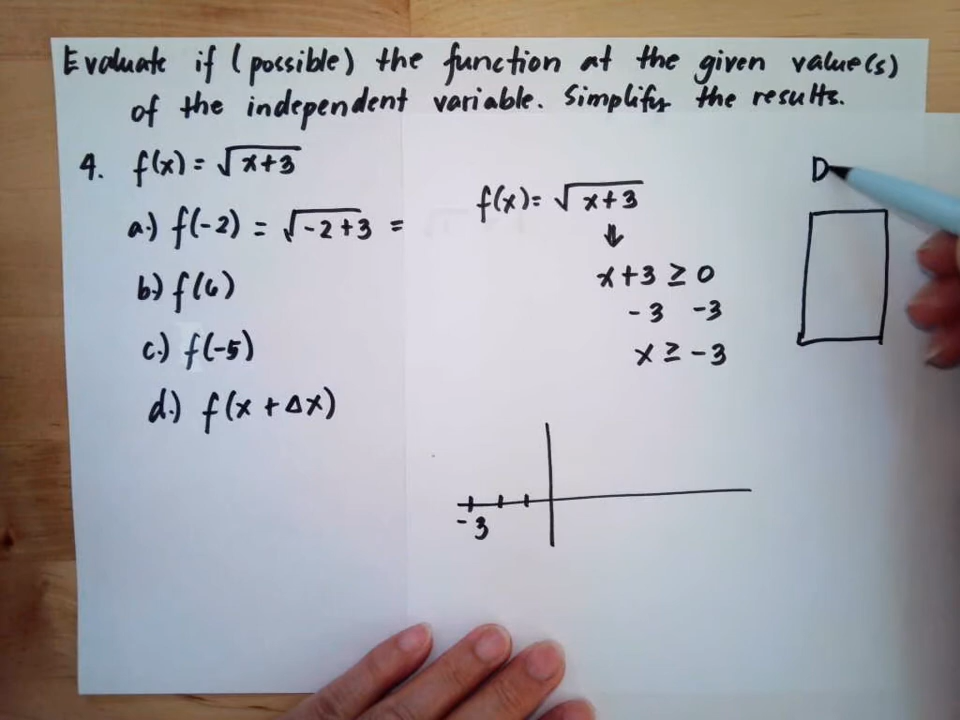 Evaluate if (possible) the function at the given value(s)
of the independent variable. Simplify the results.
4. f(x) = √x+3
a.) f(-2) = √-2+3 =
b.) f(6)
c.) f(-5)
d.) f(x + Δx)
f(x) = √x+3
⇓
x+3 ≥ 0
-3 -3
x ≥ -3
-3
D